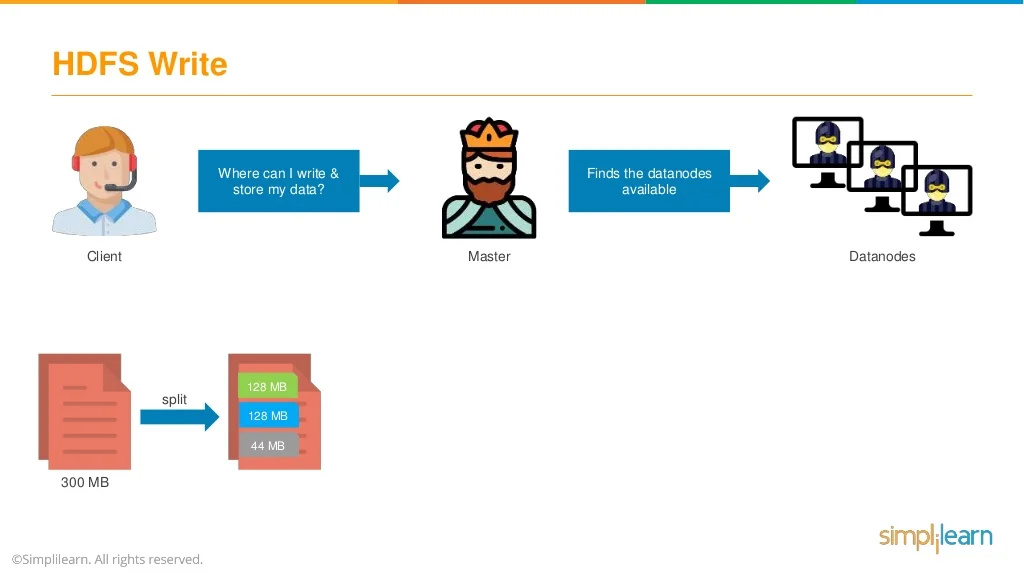 HDFS Write
Where can I write &
store my data?
Finds the datanodes
available
Client
Master
Datanodes
split
128 MB
128 MB
44 MB
300 MB
©Simplilearn. All rights reserved.
simplilearn